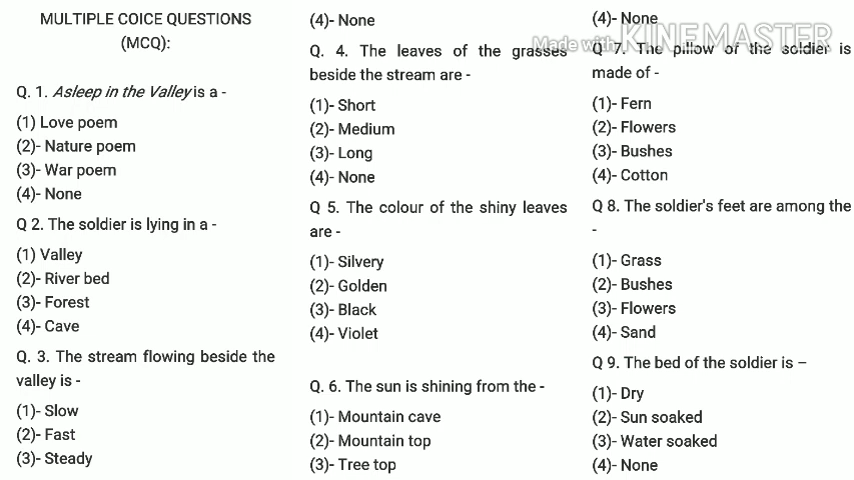 MULTIPLE COICE QUESTIONS
(MCQ):
Q. 1. Asleep in the Valley is a -
(1) Love poem
(2)- Nature poem
(3)- War poem
(4)- None
Q 2. The soldier is lying in a -
(1) Valley
(2)- River bed
(3)- Forest
(4)- Cave
Q. 3. The stream flowing beside the
valley is -
(1)- Slow
(2)- Fast
(3)- Steady
(4)- None
Q. 4. The leaves of the grasses
beside the stream are -
(1)- Short
(2)- Medium
(3)- Long
(4)- None
Q 5. The colour of the shiny leaves
are -
(1)- Silvery
(2)- Golden
(3)- Black
(4)- Violet
Q. 6. The sun is shining from the -
(1)- Mountain cave
(2)- Mountain top
(3)- Tree top
(4)- None
Made with KINEMASTER
Q 7. The pillow of the soldier is
made of -
(1)- Fern
(2)- Flowers
(3)- Bushes
(4)- Cotton
Q 8. The soldier's feet are among the
-
(1)- Grass
(2)- Bushes
(3)- Flowers
(4)- Sand
Q 9. The bed of the soldier is –
(1)- Dry
(2)- Sun soaked
(3)- Water soaked
(4)- None